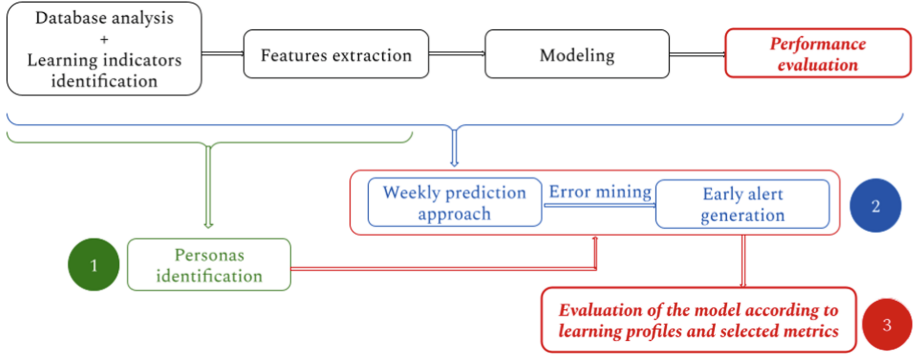 Database analysis
+
Learning indicators
identification
Features extraction
Modeling
Performance
evaluation
Weekly prediction
approach
Error mining
Early alert
generation
2
1
Personas
identification
Evaluation of the model according to
learning profiles and selected metrics
3